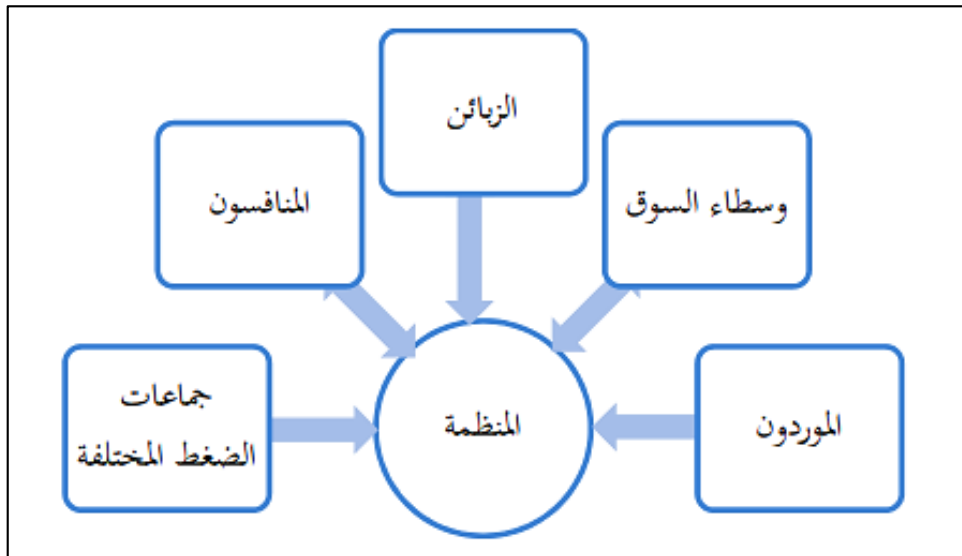 الزبائن
وسطاء السوق
المنافسون
الموردون
المنظمة
جماعات
الضغط المختلفة